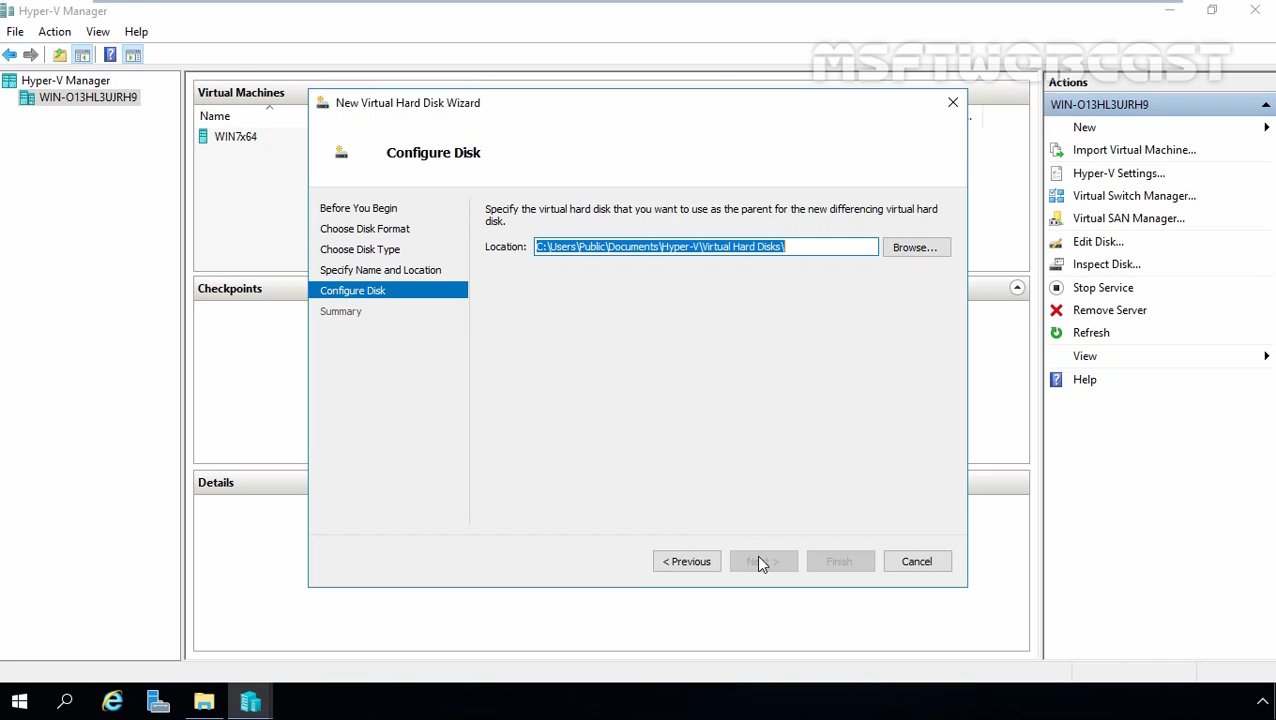 Hyper-V Manager
File Action View Help
MSFTWEBCAST
Hyper-V Manager
WIN-O13HL3UJRH9
Virtual Machines
Name
WIN7x64
Checkpoints
Details
New Virtual Hard Disk Wizard
Configure Disk
Before You Begin
Choose Disk Format
Choose Disk Type
Specify Name and Location
Configure Disk
Summary
Specify the virtual hard disk that you want to use as the parent for the new differencing virtual hard
disk.
Location: C:\Users\Public\Documents\Hyper-V\Virtual Hard Disks\ Browse...
< Previous Next > Finish Cancel
Actions
WIN-O13HL3UJRH9
New
Import Virtual Machine...
Hyper-V Settings...
Virtual Switch Manager...
Virtual SAN Manager...
Edit Disk...
Inspect Disk...
Stop Service
Remove Server
Refresh
View
Help